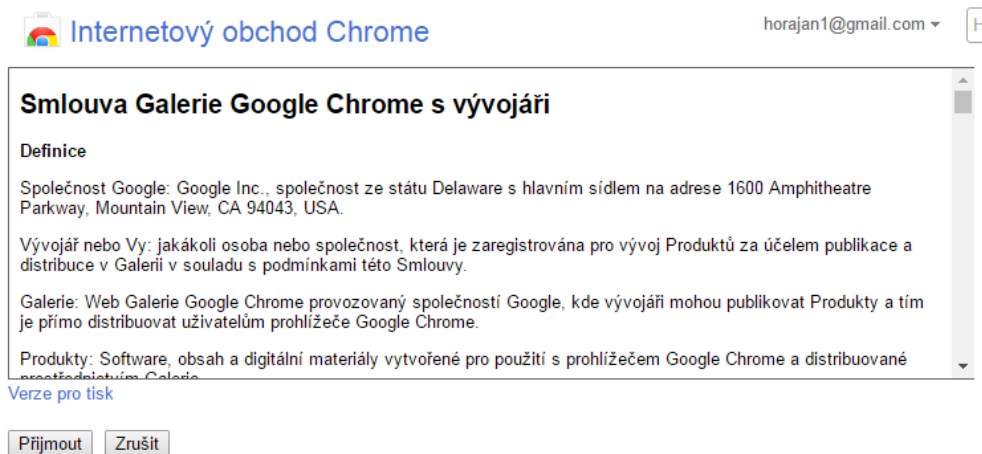 Internetový obchod Chrome
horajan1@gmail.com
H
Smlouva Galerie Google Chrome s vývojáři
Definice
Společnost Google: Google Inc., společnost ze státu Delaware s hlavním sídlem na adrese 1600 Amphitheatre
Parkway, Mountain View, CA 94043, USA.
Vývojář nebo Vy: jakákoli osoba nebo společnost, která je zaregistrována pro vývoj Produktů za účelem publikace a
distribuce v Galerii v souladu s podmínkami této Smlouvy.
Galerie: Web Galerie Google Chrome provozovaný společností Google, kde vývojáři mohou publikovat Produkty a tím
je přímo distribuovat uživatelům prohlížeče Google Chrome.
Produkty: Software, obsah a digitální materiály vytvořené pro použití s prohlížečem Google Chrome a distribuované
prostřednictvím Galerie
Verze pro tisk
Přijmout Zrušit